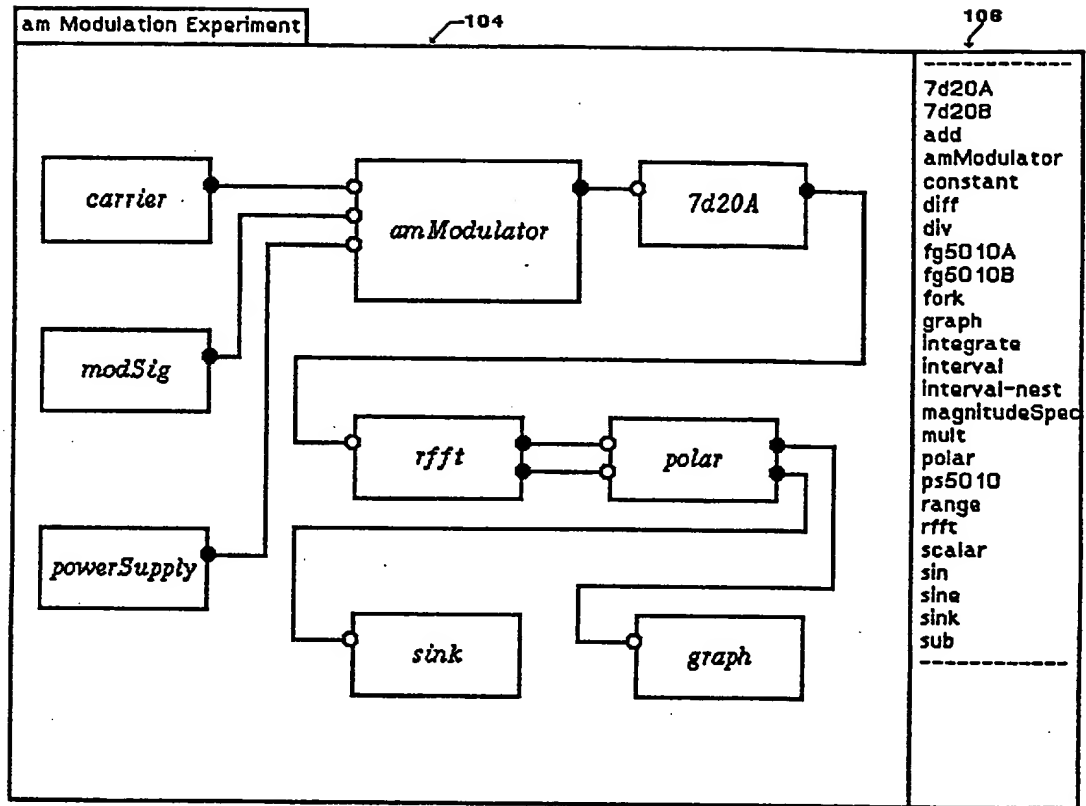 am Modulation Experiment
104
108
carrier
amModulator
7d20A
modSig
rfft
polar
powerSupply
sink
graph
7d20A
7d20B
add
amModulator
constant
diff
div
fg5010A
fg5010B
fork
graph
integrate
interval
interval-nest
magnitudeSpec
mult
polar
ps5010
range
rfft
scalar
sin
sine
sink
sub